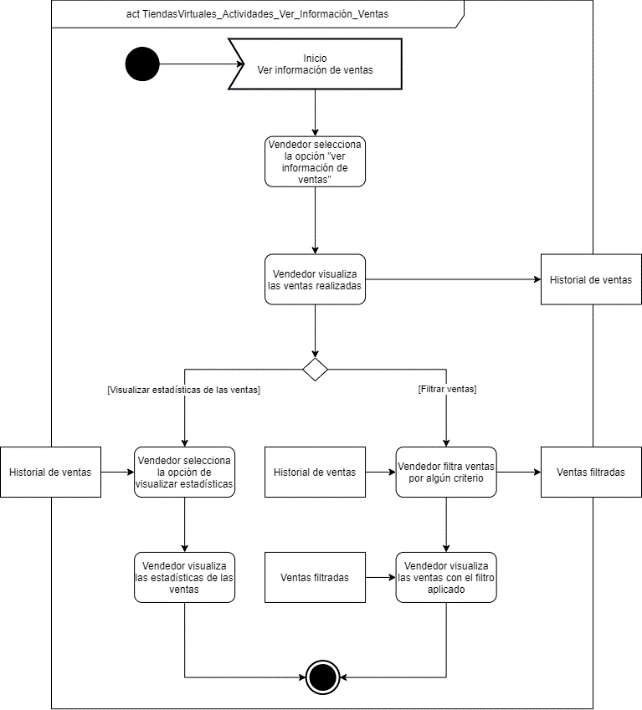 act TiendasVirtuales_Actividades_Ver_Información_Ventas
Inicio
Ver información de ventas
Vendedor selecciona
la opción "ver
información de
ventas"
Vendedor visualiza
las ventas realizadas
Historial de ventas
[Visualizar estadísticas de las ventas]
[Filtrar ventas]
Historial de ventas
Vendedor selecciona
la opción de
visualizar estadísticas
Historial de ventas
Vendedor filtra ventas
por algún criterio
Ventas filtradas
Vendedor visualiza
las estadísticas de las
ventas
Ventas filtradas
Vendedor visualiza
las ventas con el filtro
aplicado